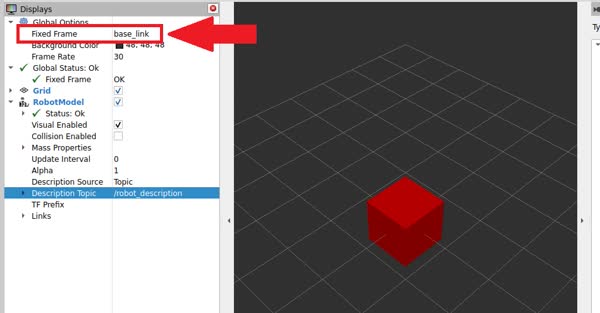 Displays
Global Options
Fixed Frame base_link
Background Color 48; 48; 48
Frame Rate 30
Global Status: Ok
Fixed Frame OK
Grid
RobotModel
Status: Ok
Visual Enabled
Collision Enabled
Mass Properties
Update Interval 0
Alpha 1
Description Source Topic
Description Topic /robot_description
TF Prefix
Links
Ty